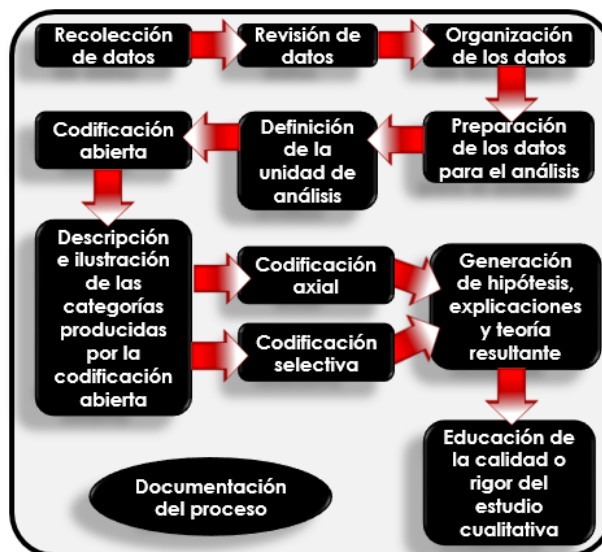 Recolección
de datos
Revisión de
datos
Organización
de los datos
Preparación
de los datos
para el análisis
Definición
de la
unidad de
análisis
Codificación
abierta
Descripción
e ilustración
de las
categorías
producidas
por la
codificación
abierta
Codificación
axial
Codificación
selectiva
Generación
de hipótesis,
explicaciones
y teoría
resultante
Educación de
la calidad o
rigor del
estudio
cualitativa
Documentación
del proceso